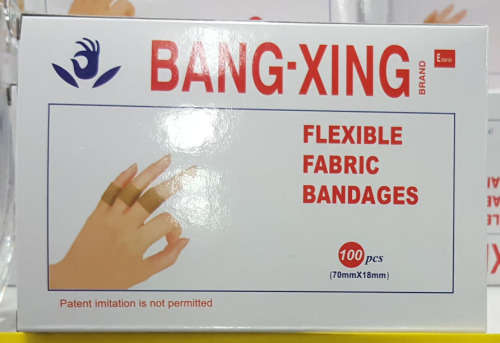 BANG-XING
BRAND
FLEXIBLE
FABRIC
BANDAGES
100 pcs
(70mmX18mm)
Patent imitation is not permitted